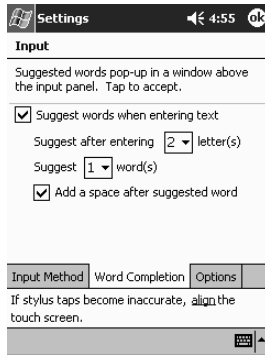 Settings 4:55 ok
Input
Suggested words pop-up in a window above
the input panel. Tap to accept.
Suggest words when entering text
Suggest after entering 2 letter(s)
Suggest 1 word(s)
Add a space after suggested word
Input Method Word Completion Options
If stylus taps become inaccurate, align the
touch screen.